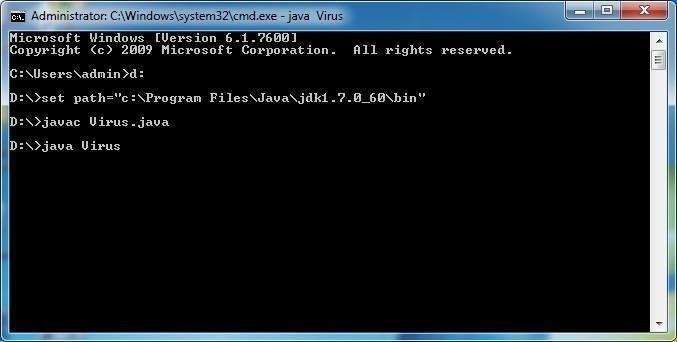 Administrator: C:\Windows\system32\cmd.exe - java  Virus
Microsoft Windows [Version 6.1.7600]
Copyright (c) 2009 Microsoft Corporation.  All rights reserved.
C:\Users\admin>d:
D:\>set path="c:\Program Files\Java\jdk1.7.0_60\bin"
D:\>javac Virus.java
D:\>java Virus